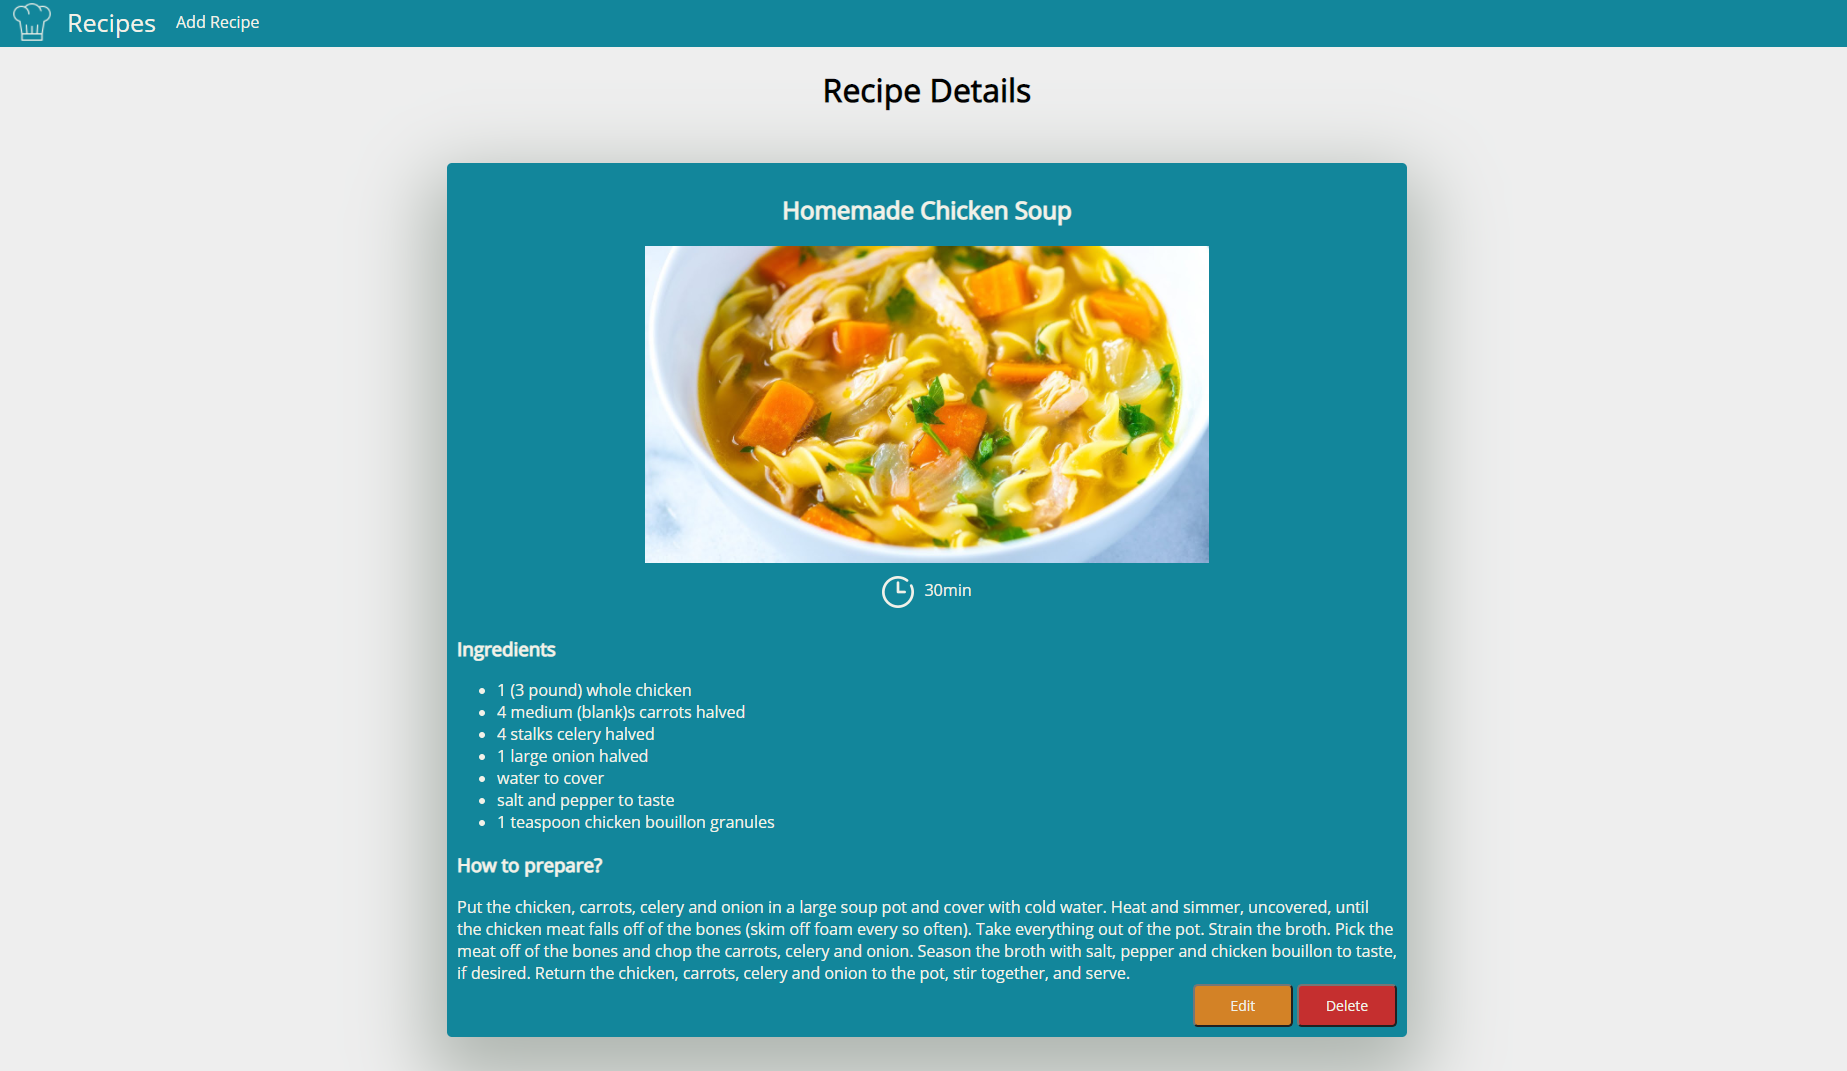 Recipes
Add Recipe
Recipe Details
Homemade Chicken Soup
30min
Ingredients
1 (3 pound) whole chicken
4 medium (blank)s carrots halved
4 stalks celery halved
1 large onion halved
water to cover
salt and pepper to taste
1 teaspoon chicken bouillon granules
How to prepare?
Put the chicken, carrots, celery and onion in a large soup pot and cover with cold water. Heat and simmer, uncovered, until
the chicken meat falls off of the bones (skim off foam every so often). Take everything out of the pot. Strain the broth. Pick the
meat off of the bones and chop the carrots, celery and onion. Season the broth with salt, pepper and chicken bouillon to taste,
if desired. Return the chicken, carrots, celery and onion to the pot, stir together, and serve.
Edit
Delete